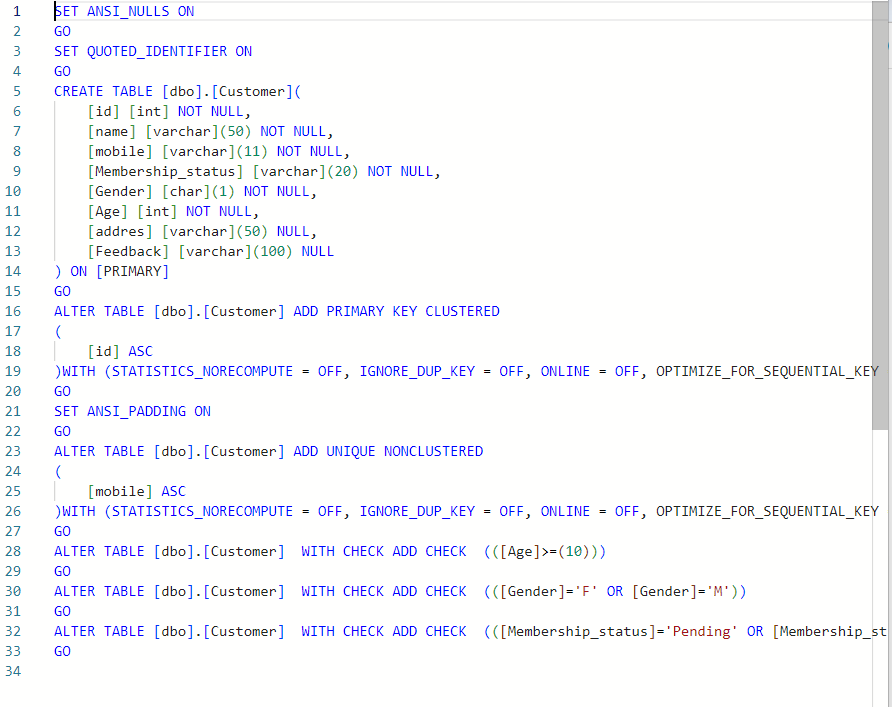 1 SET ANSI_NULLS ON
2 GO
3 SET QUOTED_IDENTIFIER ON
4 GO
5 CREATE TABLE [dbo].[Customer](
6     [id] [int] NOT NULL,
7     [name] [varchar](50) NOT NULL,
8     [mobile] [varchar](11) NOT NULL,
9     [Membership_status] [varchar](20) NOT NULL,
10     [Gender] [char](1) NOT NULL,
11     [Age] [int] NOT NULL,
12     [addres] [varchar](50) NULL,
13     [Feedback] [varchar](100) NULL
14 ) ON [PRIMARY]
15 GO
16 ALTER TABLE [dbo].[Customer] ADD PRIMARY KEY CLUSTERED
17 (
18     [id] ASC
19 )WITH (STATISTICS_NORECOMPUTE = OFF, IGNORE_DUP_KEY = OFF, ONLINE = OFF, OPTIMIZE_FOR_SEQUENTIAL_KEY
20 GO
21 SET ANSI_PADDING ON
22 GO
23 ALTER TABLE [dbo].[Customer] ADD UNIQUE NONCLUSTERED
24 (
25     [mobile] ASC
26 )WITH (STATISTICS_NORECOMPUTE = OFF, IGNORE_DUP_KEY = OFF, ONLINE = OFF, OPTIMIZE_FOR_SEQUENTIAL_KEY
27 GO
28 ALTER TABLE [dbo].[Customer]  WITH CHECK ADD CHECK  (([Age]>=(10)))
29 GO
30 ALTER TABLE [dbo].[Customer]  WITH CHECK ADD CHECK  (([Gender]='F' OR [Gender]='M'))
31 GO
32 ALTER TABLE [dbo].[Customer]  WITH CHECK ADD CHECK  (([Membership_status]='Pending' OR [Membership_st
33 GO
34